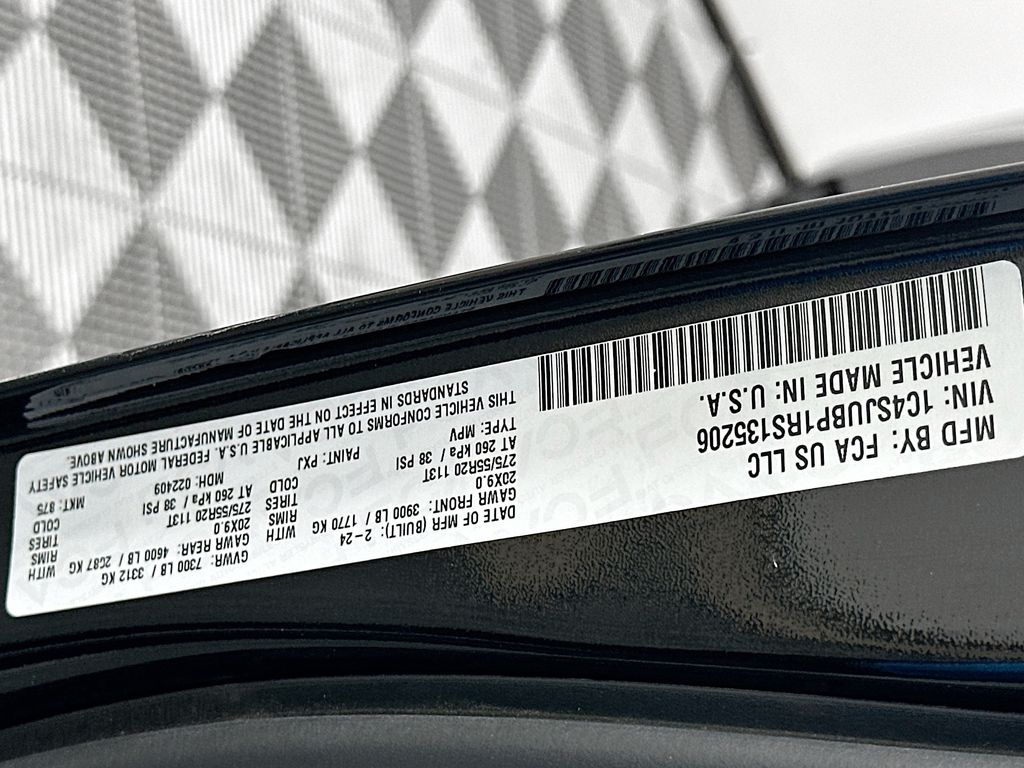 MFD BY: FCA US LLC
VIN: 1C4SJUBP1RS135206
VEHICLE MADE IN: U.S.A.
DATE OF MFR (BUILT): 2-24
GAWR FRONT: 3900 LB / 1770 KG
20X9.0
275/55R20 113T
AT 260 kPa / 38 PSI
TYPE: MPV
WITH
RIMS
TIRES
COLD
PAINT: PXJ
GVWR: 7300 LB / 3312 KG
GAWR REAR: 4600 LB / 2087 KG
20X9.0
275/55R20 113T
AT 260 kPa / 38 PSI
MDH: 022409
WITH
RIMS
TIRES
COLD
MKT: 875
THIS VEHICLE CONFORMS TO ALL APPLICABLE U.S.A. FEDERAL MOTOR VEHICLE SAFETY
STANDARDS IN EFFECT ON THE DATE OF MANUFACTURE SHOWN ABOVE.